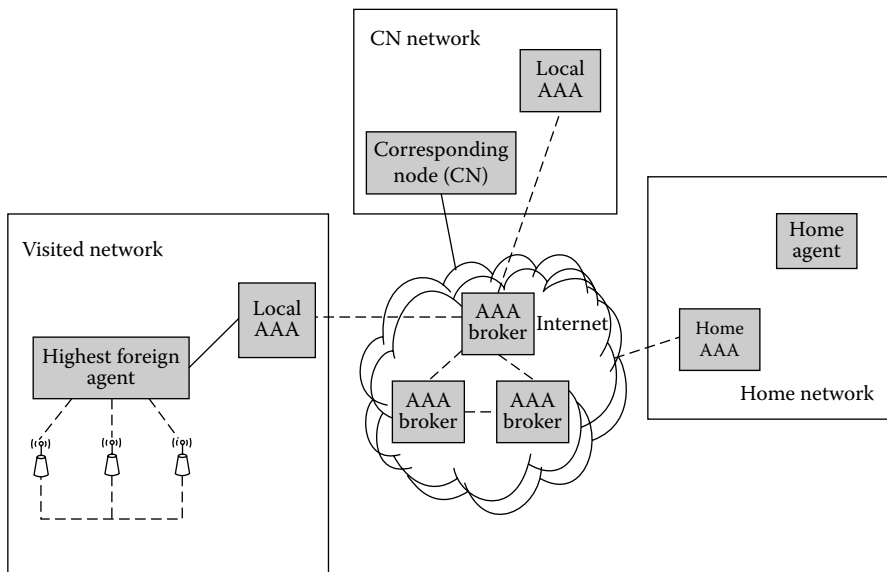 CN network
Local
AAA
Corresponding
node (CN)
Visited network
Local
AAA
Highest foreign
agent
AAA
broker
Internet
AAA
broker
AAA
broker
Home
agent
Home
AAA
Home network